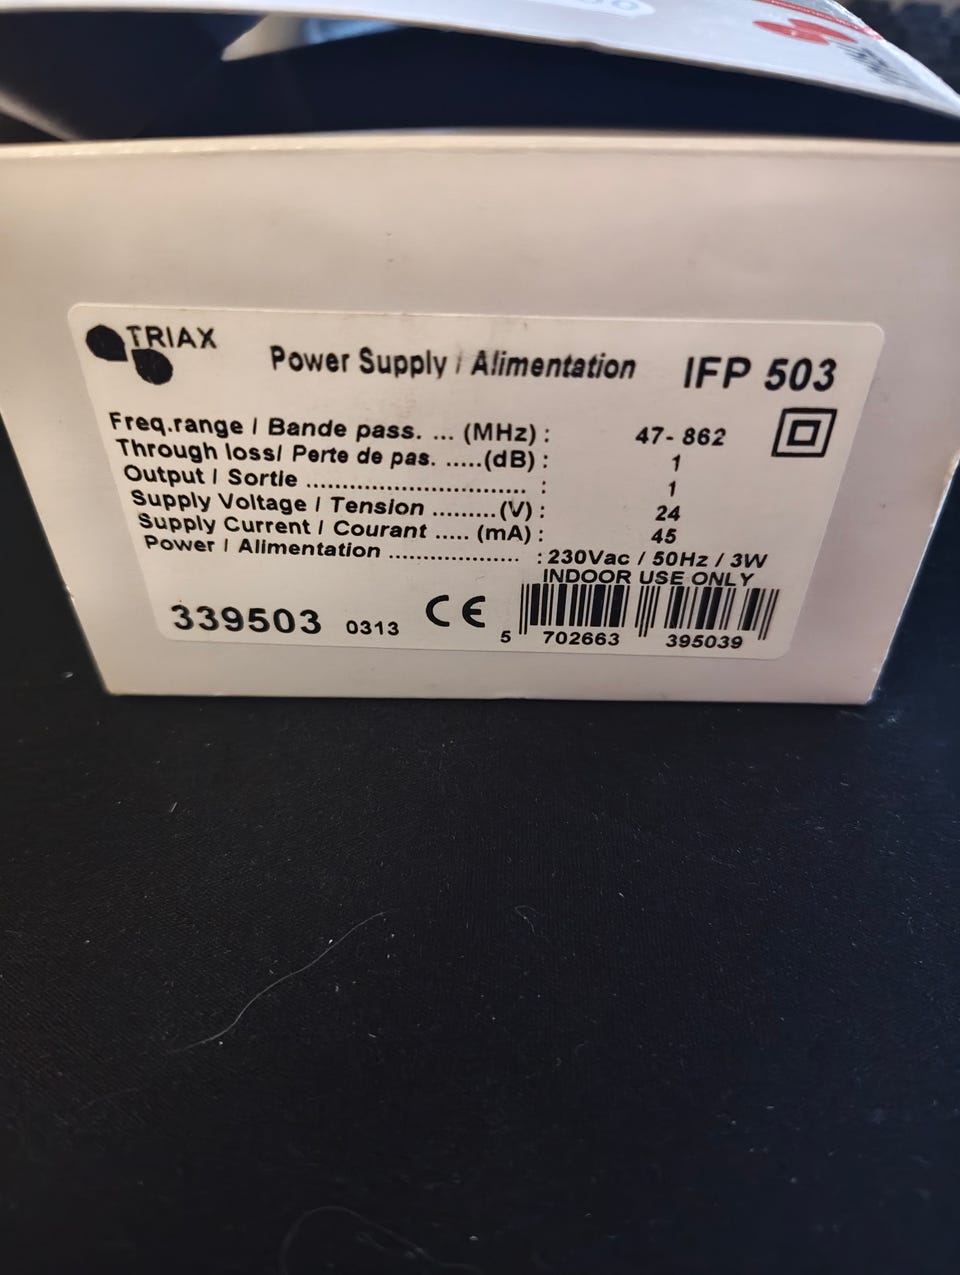 TRIAX
Power Supply / Alimentation IFP 503
Freq.range / Bande pass. ... (MHz) : 47- 862
Through loss/ Perte de pas. .....(dB) : 1
Output / Sortie ................................ : 1
Supply Voltage / Tension .........(V) : 24
Supply Current / Courant ..... (mA) : 45
Power / Alimentation ................... : 230Vac / 50Hz / 3W
INDOOR USE ONLY
339503 0313 CE
5 702663 395039